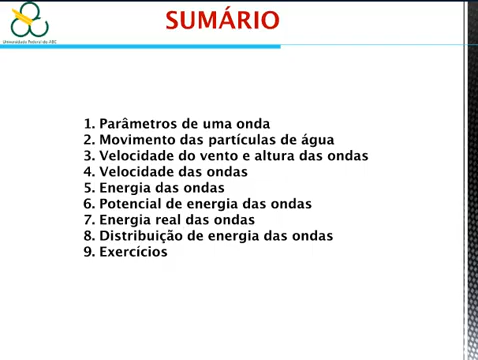 SUMÁRIO
Universidade Federal do ABC
1. Parâmetros de uma onda
2. Movimento das partículas de água
3. Velocidade do vento e altura das ondas
4. Velocidade das ondas
5. Energia das ondas
6. Potencial de energia das ondas
7. Energia real das ondas
8. Distribuição de energia das ondas
9. Exercícios